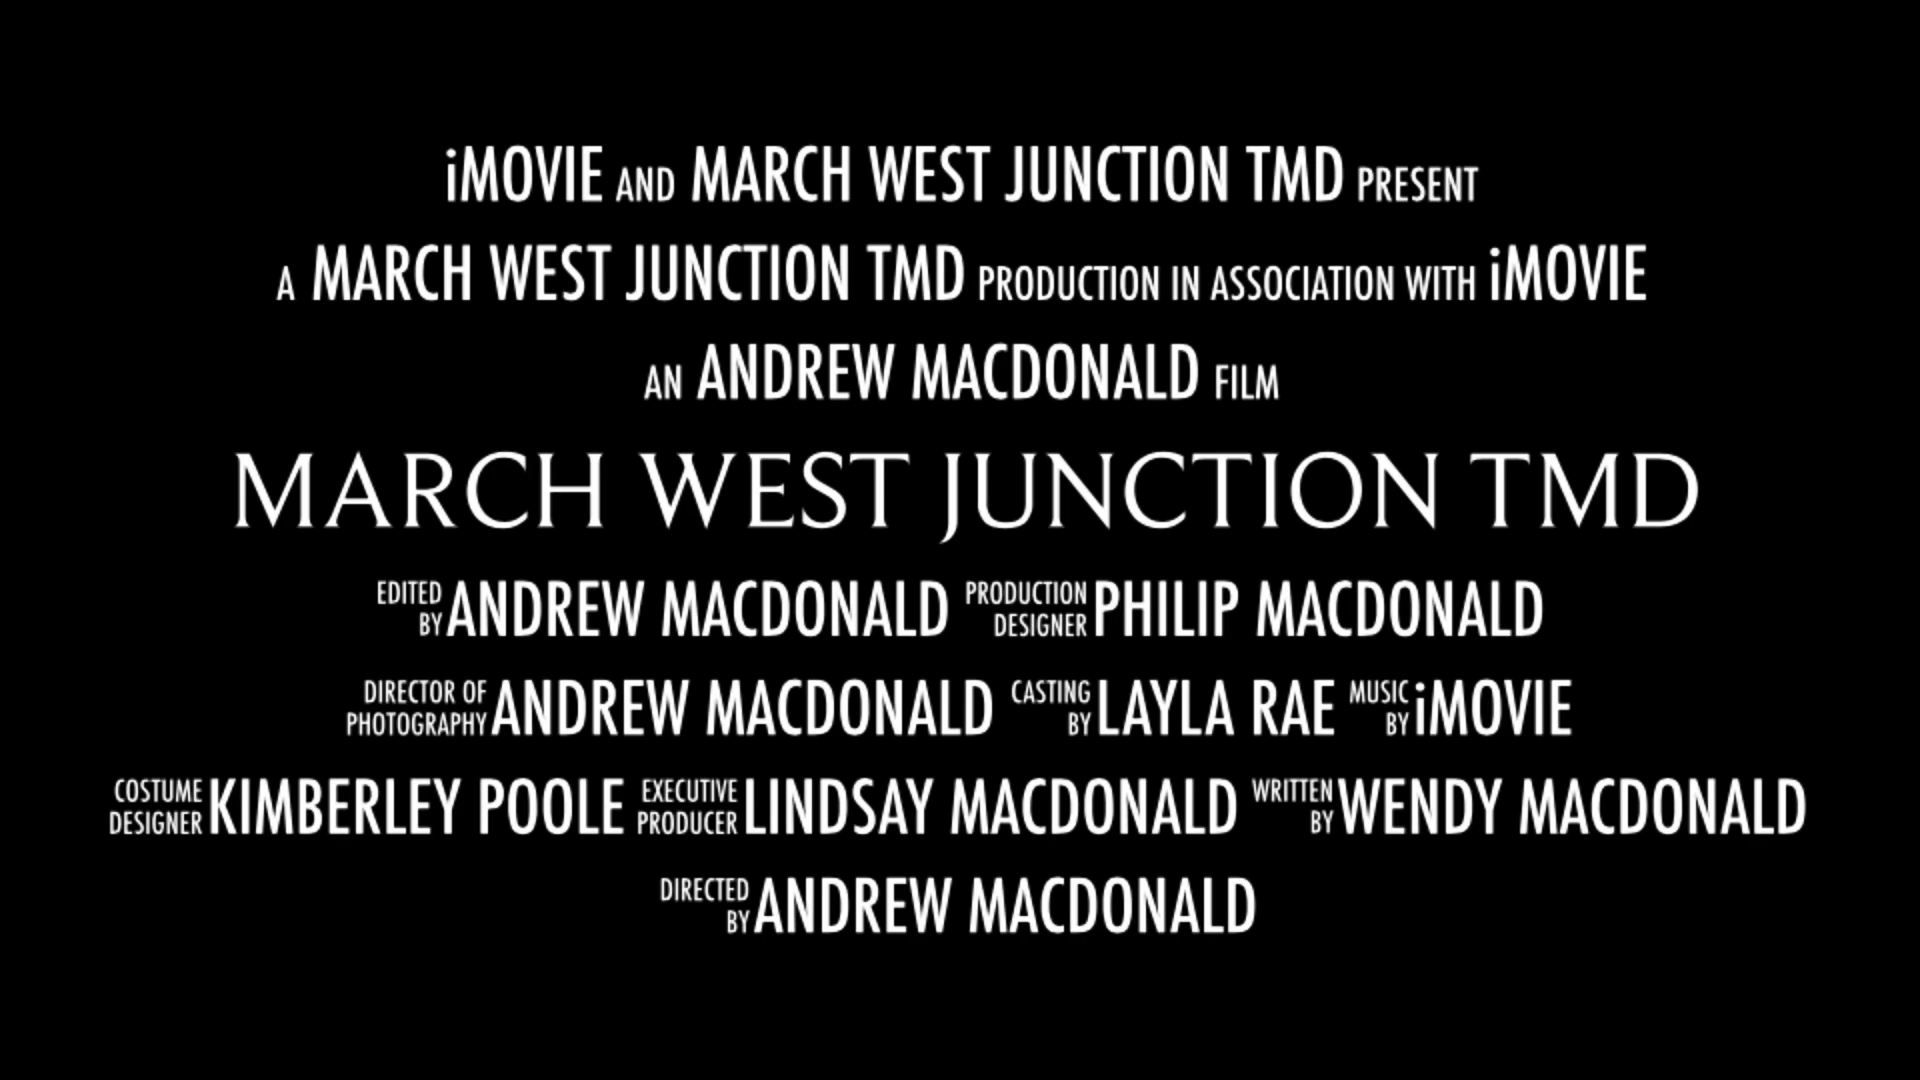 iMOVIE AND MARCH WEST JUNCTION TMD PRESENT
A MARCH WEST JUNCTION TMD PRODUCTION IN ASSOCIATION WITH iMOVIE
AN ANDREW MACDONALD FILM
MARCH WEST JUNCTION TMD
EDITED BY ANDREW MACDONALD PRODUCTION DESIGNER PHILIP MACDONALD
DIRECTOR OF PHOTOGRAPHY ANDREW MACDONALD CASTING BY LAYLA RAE MUSIC BY iMOVIE
COSTUME DESIGNER KIMBERLEY POOLE EXECUTIVE PRODUCER LINDSAY MACDONALD WRITTEN BY WENDY MACDONALD
DIRECTED BY ANDREW MACDONALD